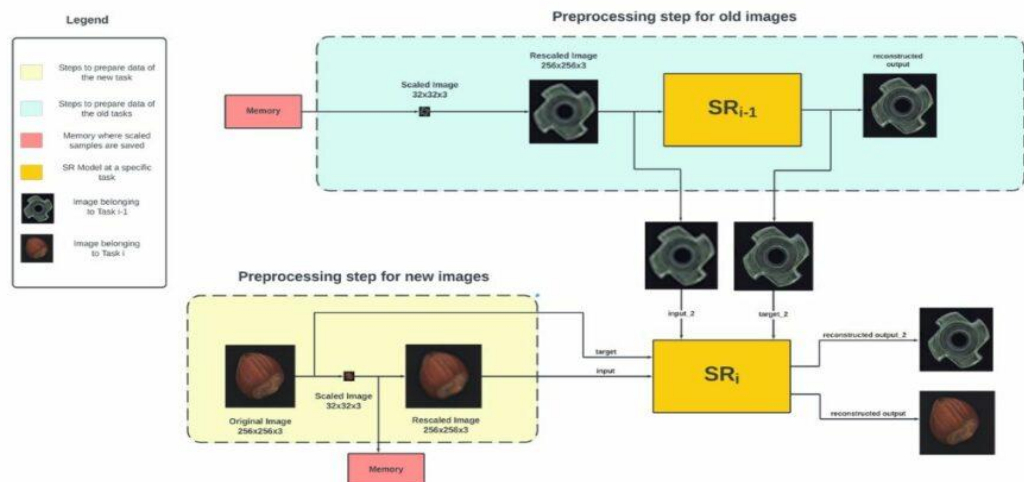 Legend
Steps to prepare data of
the new task
Steps to prepare data of
the old tasks
Memory where scaled
samples are saved
SR Model at a specific
task
Image belonging
to Task i-1
Image belonging
to Task i
Preprocessing step for old images
Memory
Scaled Image
32x32x3
Rescaled Image
256x256x3
SRi-1
reconstructed
output
Preprocessing step for new images
Original Image
256x256x3
Scaled Image
32x32x3
Rescaled Image
256x256x3
Memory
input_2
target_2
target
input
SRi
reconstructed output_2
reconstructed output